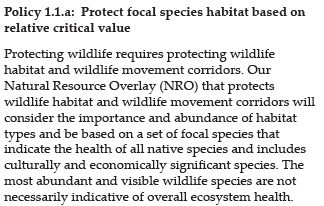 Policy 1.1.a:  Protect focal species habitat based on
relative critical value
Protecting wildlife requires protecting wildlife
habitat and wildlife movement corridors. Our
Natural Resource Overlay (NRO) that protects
wildlife habitat and wildlife movement corridors will
consider the importance and abundance of habitat
types and be based on a set of focal species that
indicate the health of all native species and includes
culturally and economically significant species. The
most abundant and visible wildlife species are not
necessarily indicative of overall ecosystem health.